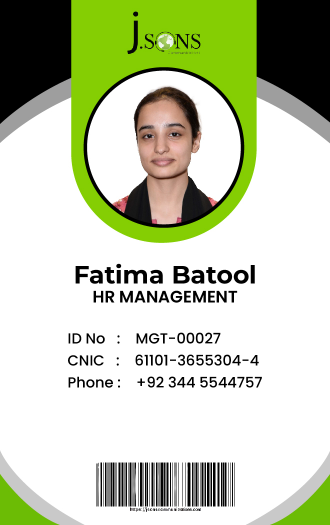 j.SONS
Fatima Batool
HR MANAGEMENT
ID No : MGT-00027
CNIC : 61101-3655304-4
Phone : +92 344 5544757